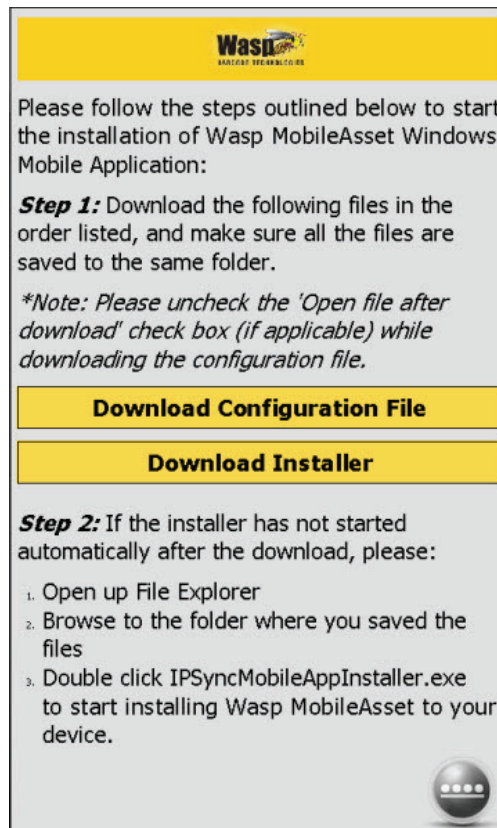 Wasp
BARCODE TECHNOLOGIES
Please follow the steps outlined below to start
the installation of Wasp MobileAsset Windows
Mobile Application:
Step 1: Download the following files in the
order listed, and make sure all the files are
saved to the same folder.
*Note: Please uncheck the 'Open file after
download' check box (if applicable) while
downloading the configuration file.
Download Configuration File
Download Installer
Step 2: If the installer has not started
automatically after the download, please:
1. Open up File Explorer
2. Browse to the folder where you saved the
files
3. Double click IPSyncMobileAppInstaller.exe
to start installing Wasp MobileAsset to your
device.